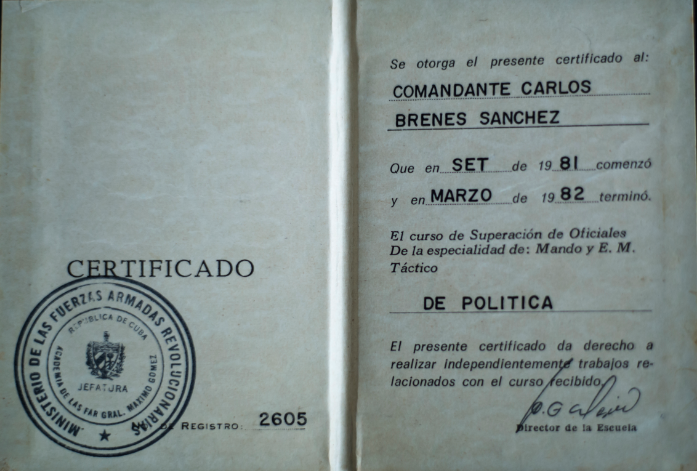 CERTIFICADO
MINISTERIO DE LAS FUERZAS ARMADAS REVOLUCIONARIAS
REPUBLICA DE CUBA
ACADEMIA DE LAS FAR GRAL. MAXIMO GOMEZ
JEFATURA
DE REGISTRO: 2605
Se otorga el presente certificado al:
COMANDANTE CARLOS
BRENES SANCHEZ
Que en SET de 1981 comenzó
y en MARZO de 1982 terminó.
El curso de Superación de Oficiales
De la especialidad de: Mando y E. M.
Táctico
DE POLITICA
El presente certificado da derecho a
realizar independientemente trabajos re-
lacionados con el curso recibido.
Director de la Escuela